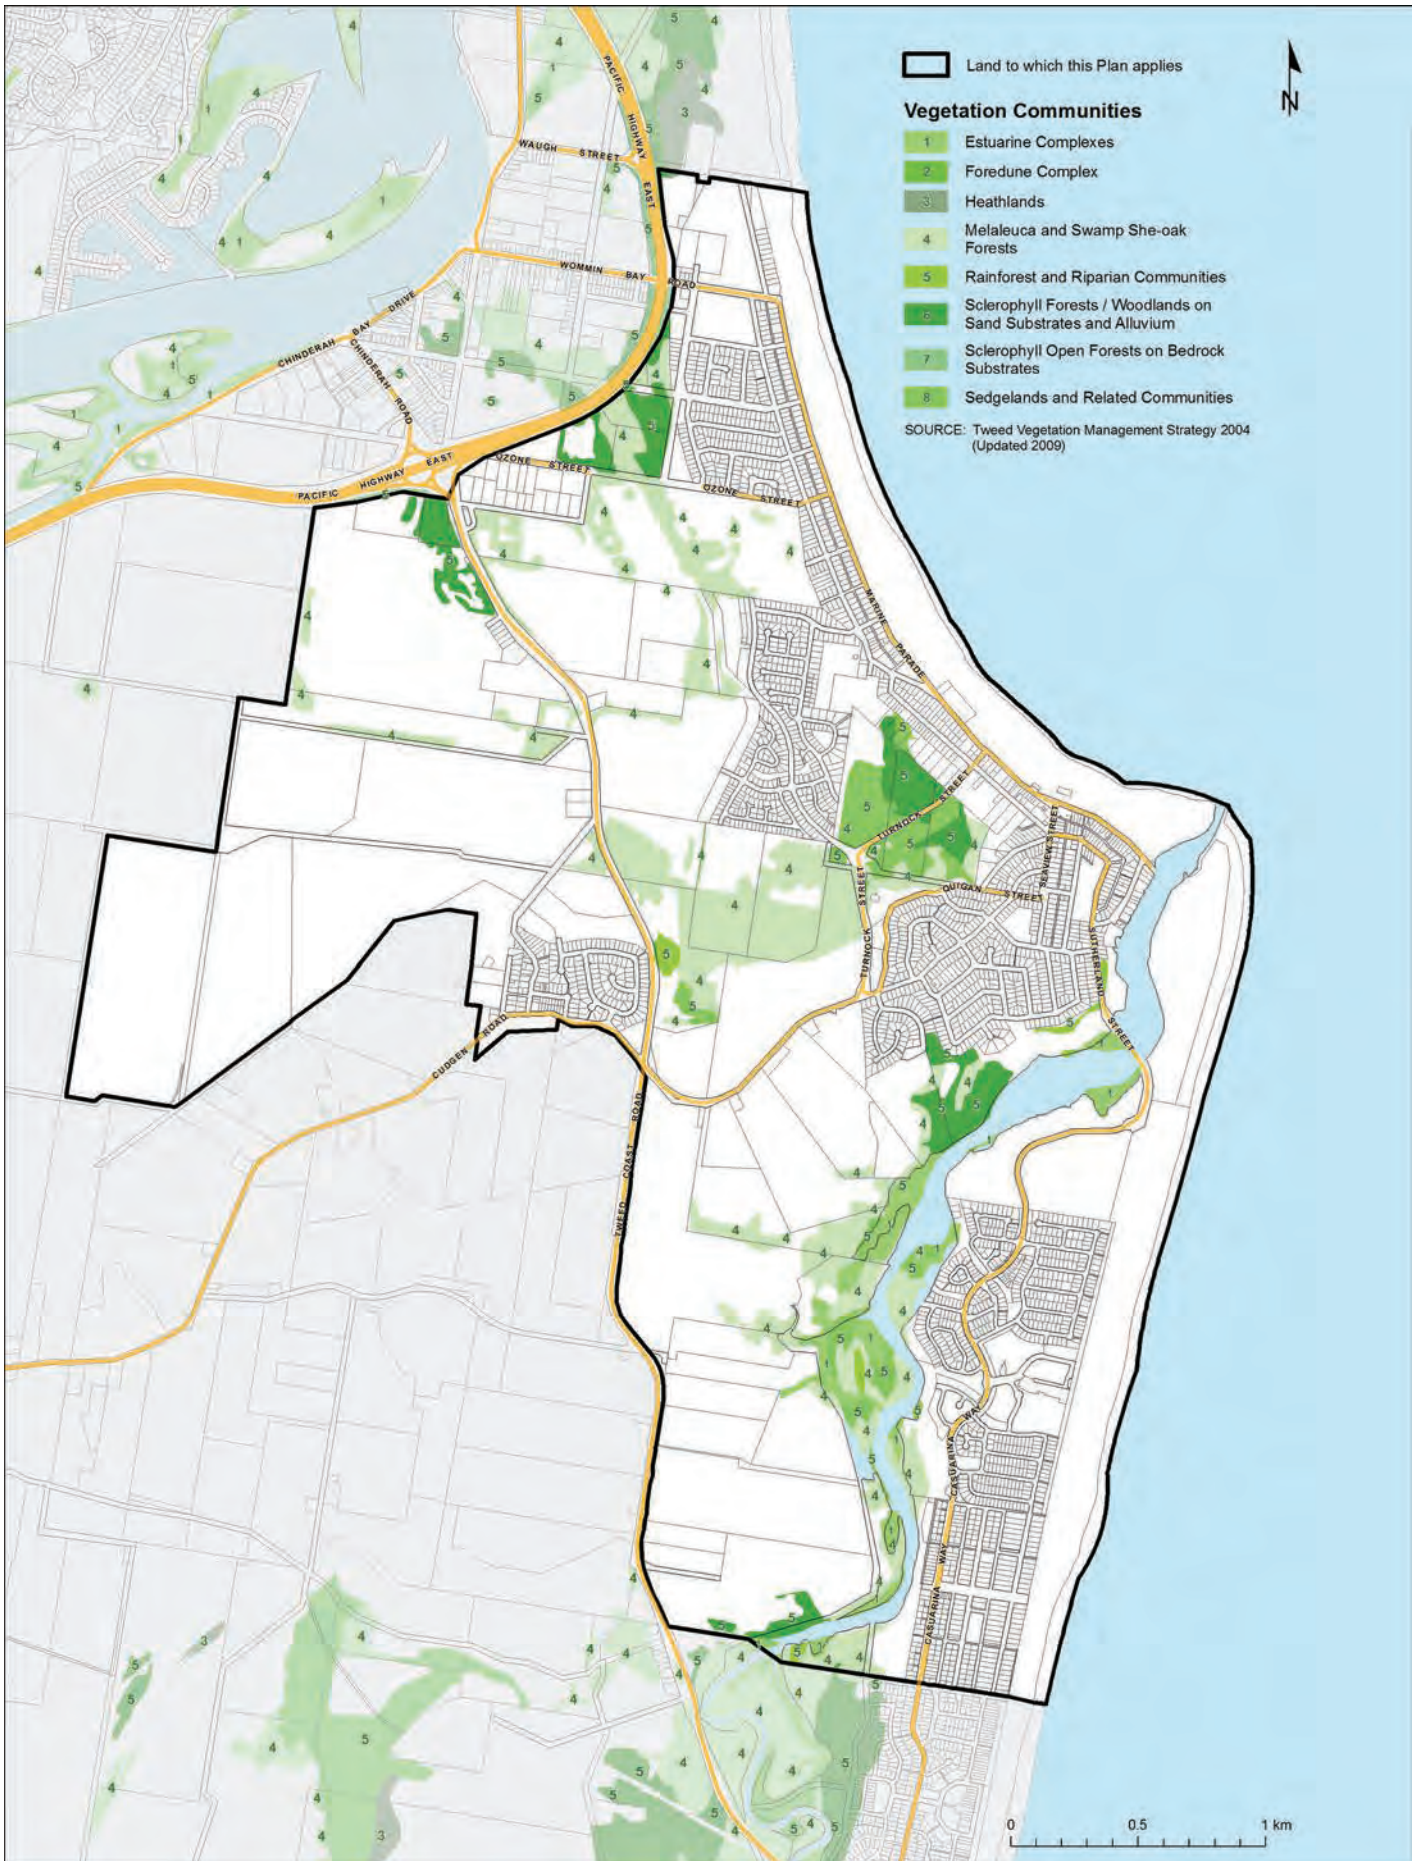 Land to which this Plan applies
N
Vegetation Communities
1 Estuarine Complexes
2 Foredune Complex
3 Heathlands
4 Melaleuca and Swamp She-oak
Forests
5 Rainforest and Riparian Communities
6 Sclerophyll Forests / Woodlands on
Sand Substrates and Alluvium
7 Sclerophyll Open Forests on Bedrock
Substrates
8 Sedgelands and Related Communities
SOURCE: Tweed Vegetation Management Strategy 2004
(Updated 2009)
PACIFIC HIGHWAY EAST
WAUGH STREET
WOMMIN BAY ROAD
CHINDERAH BAY DRIVE
CHINDERAH ROAD
PACIFIC HIGHWAY EAST
OZONE STREET
OZONE STREET
MARINE PARADE
TURNOCK STREET
SEAVIEW STREET
QUIGAN STREET
TURNOCK STREET
SUTHERLAND STREET
CUDGEN ROAD
TWEED COAST ROAD
CASUARINA WAY
CASUARINA WAY
0 0.5 1 km